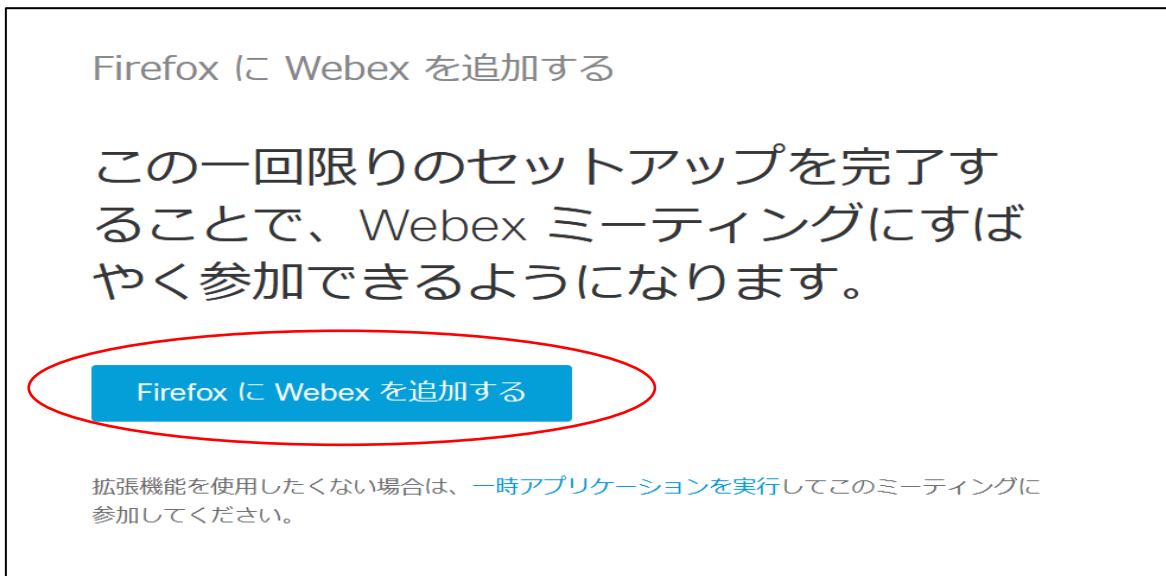 Firefox に Webex を追加する
この一回限りのセットアップを完了す
ることで、Webex ミーティングにすば
やく参加できるようになります。
Firefox に Webex を追加する
拡張機能を使用したくない場合は、一時アプリケーションを実行してこのミーティングに
参加してください。